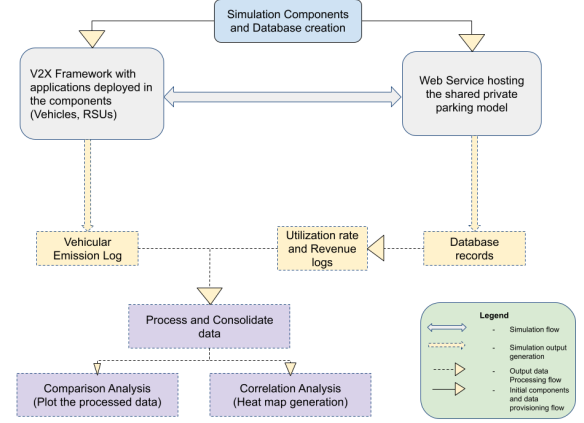 Simulation Components
and Database creation
V2X Framework with
applications deployed in
the components
(Vehicles, RSUs)
Web Service hosting
the shared private
parking model
Vehicular
Emission Log
Utilization rate
and Revenue
logs
Database
records
Process and Consolidate
data
Comparison Analysis
(Plot the processed data)
Correlation Analysis
(Heat map generation)
Legend
- Simulation flow
- Simulation output
generation
- Output data
Processing flow
- Initial components
and data
provisioning flow